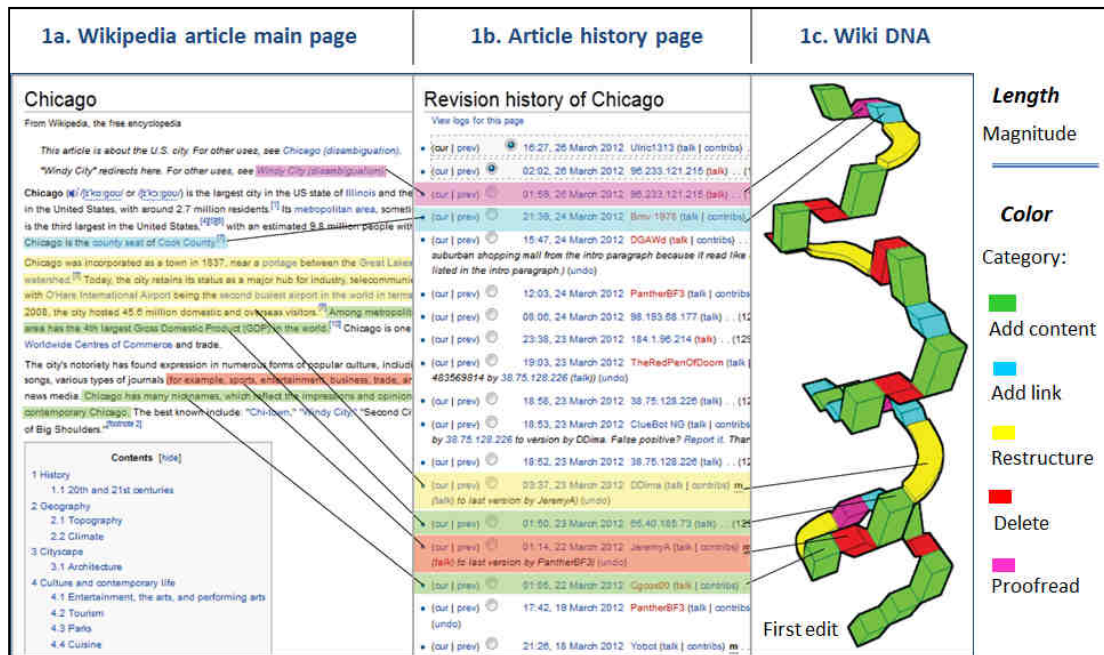 1a. Wikipedia article main page
1b. Article history page
1c. Wiki DNA
Chicago
From Wikipedia, the free encyclopedia
This article is about the U.S. city. For other uses, see Chicago (disambiguation).
"Windy City" redirects here. For other uses, see Windy City (disambiguation).
Chicago is the largest city in the US state of Illinois and the
in the United States, with around 2.7 million residents.[1] Its metropolitan area, someti
is the third largest in the United States, with an estimated 9.8 million people with
Chicago is the county seat of Cook County.
Chicago was incorporated as a town in 1837, near a portage between the Great Lakes
watershed. Today, the city retains its status as a major hub for industry, telecommunic
with O'Hare International Airport being the second busiest airport in the world in terms
2008, the city hosted 45.6 million domestic and overseas visitors. Among metropolit
area has the 4th largest Gross Domestic Product (GDP) in the world. Chicago is one
Worldwide Centres of Commerce and trade.
The city's notoriety has found expression in numerous forms of popular culture, includi
songs, various types of journals (for example, sports, entertainment, business, trade, an
news media. Chicago has many nicknames, which reflect the impressions and opinion
contemporary Chicago. The best known include: "Chi-town," "Windy City," "Second Ci
of Big Shoulders."[footnote 2]
Contents [hide]
1 History
1.1 20th and 21st centuries
2 Geography
2.1 Topography
2.2 Climate
3 Cityscape
3.1 Architecture
4 Culture and contemporary life
4.1 Entertainment, the arts, and performing arts
4.2 Tourism
4.3 Parks
4.4 Cuisine
Revision history of Chicago
View logs for this page
(cur | prev) 16:27, 26 March 2012 Ulric1313 (talk | contribs) . .
(cur | prev) 02:02, 26 March 2012 96.233.121.215 (talk) . . (1
(cur | prev) 01:58, 26 March 2012 96.233.121.215 (talk) . . (1
(cur | prev) 21:39, 24 March 2012 Bmv 1978 (talk | contribs)
(cur | prev) 15:47, 24 March 2012 DGAWd (talk | contribs) . .
suburban shopping mall from the intro paragraph because it read like
listed in the intro paragraph.) (undo)
(cur | prev) 12:03, 24 March 2012 PantherBF3 (talk | contribs
(cur | prev) 08:06, 24 March 2012 98.193.68.177 (talk) . . (12
(cur | prev) 23:38, 23 March 2012 184.1.96.214 (talk) . . (129
(cur | prev) 19:03, 23 March 2012 TheRedPenOfDoom (talk |
483569814 by 38.75.128.226 (talk)) (undo)
(cur | prev) 18:58, 23 March 2012 38.75.128.226 (talk)
(cur | prev) 18:53, 23 March 2012 ClueBot NG (talk | contribs)
by 38.75.128.226 to version by DDima. False positive? Report it. Than
(cur | prev) 18:52, 23 March 2012 38.75.128.226 (talk) . . (12
(cur | prev) 03:37, 23 March 2012 DDima (talk | contribs) m
(talk) to last version by JeremyA) (undo)
(cur | prev) 01:50, 23 March 2012 65.40.185.73 (talk) . . (125
(cur | prev) 01:14, 22 March 2012 JeremyA (talk | contribs) m
(talk) to last version by PantherBF3) (undo)
(cur | prev) 01:06, 22 March 2012 (talk | contribs)
(cur | prev) 17:42, 19 March 2012 PantherBF3 (talk | contribs
(undo)
(cur | prev) 21:26, 18 March 2012 Yobot (talk | contribs) m . .
First edit
Length
Magnitude
Color
Category:
Add content
Add link
Restructure
Delete
Proofread